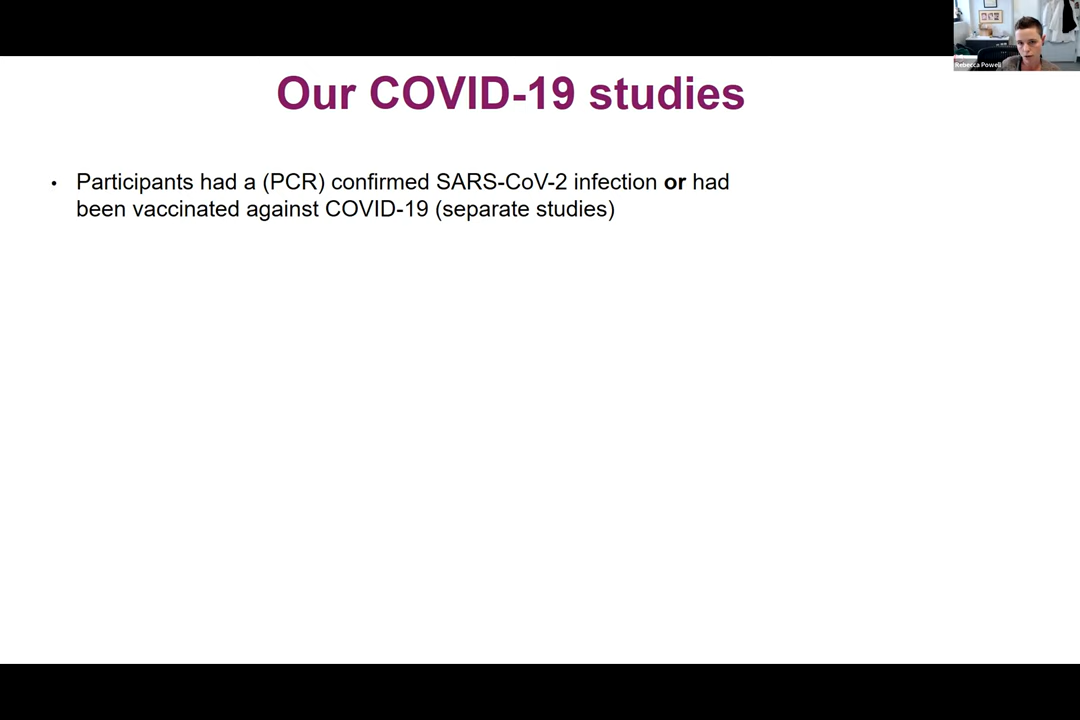 Rebecca Powell
Our COVID-19 studies
• Participants had a (PCR) confirmed SARS-CoV-2 infection or had
been vaccinated against COVID-19 (separate studies)